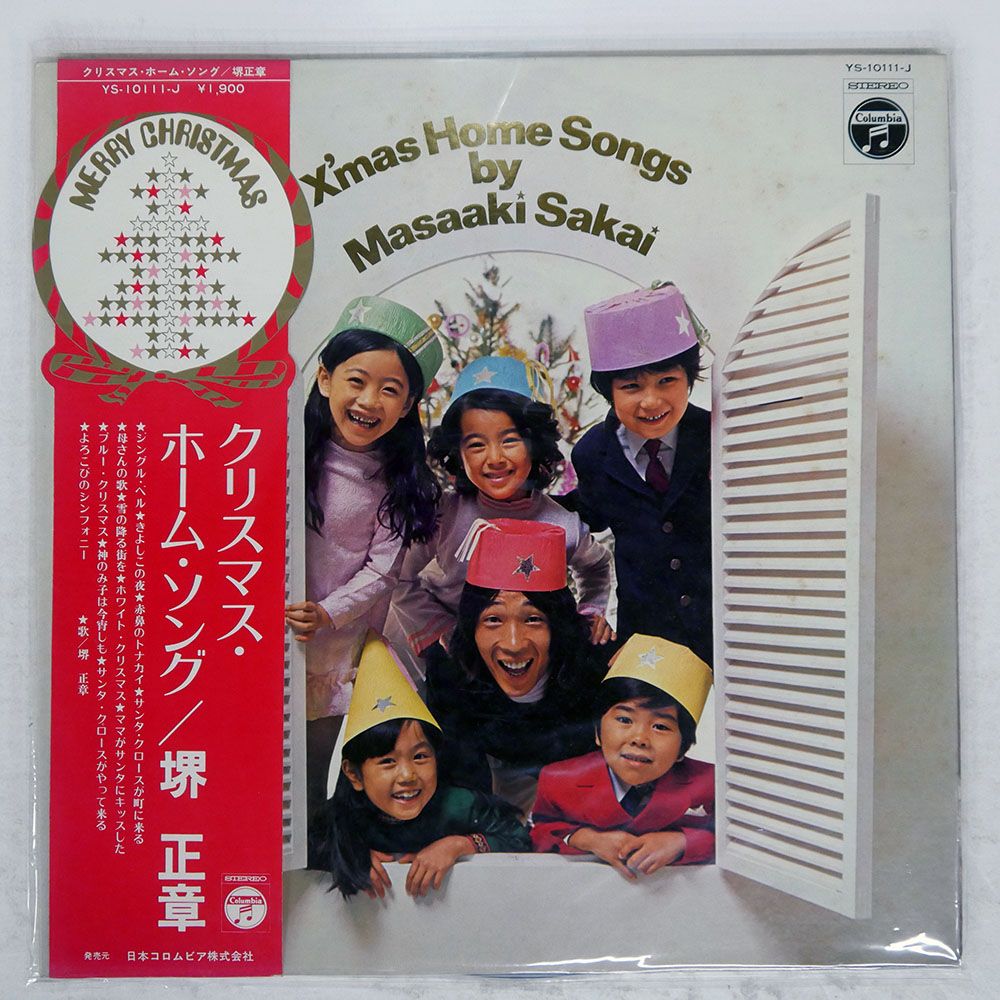 クリスマス・ホーム・ソング/堺正章
YS-10111-J ¥1,900
MERRY CHRISTMAS
クリスマス・
ホーム・ソング/堺 正章
★ジングル・ベル★きよしこの夜★赤鼻のトナカイ★サンタ・クロースが町に来る
★母さんの歌★雪の降る街を★ホワイト・クリスマス★ママがサンタにキッスした
★ブルー・クリスマス★神のみ子は今宵しも★サンタ・クロースがやって来る
★よろこびのシンフォニー ★歌/堺 正章
STEREO
Columbia
発売元 日本コロムビア株式会社
X'mas Home Songs
by
Masaaki Sakai
YS-10111-J
STEREO
Columbia